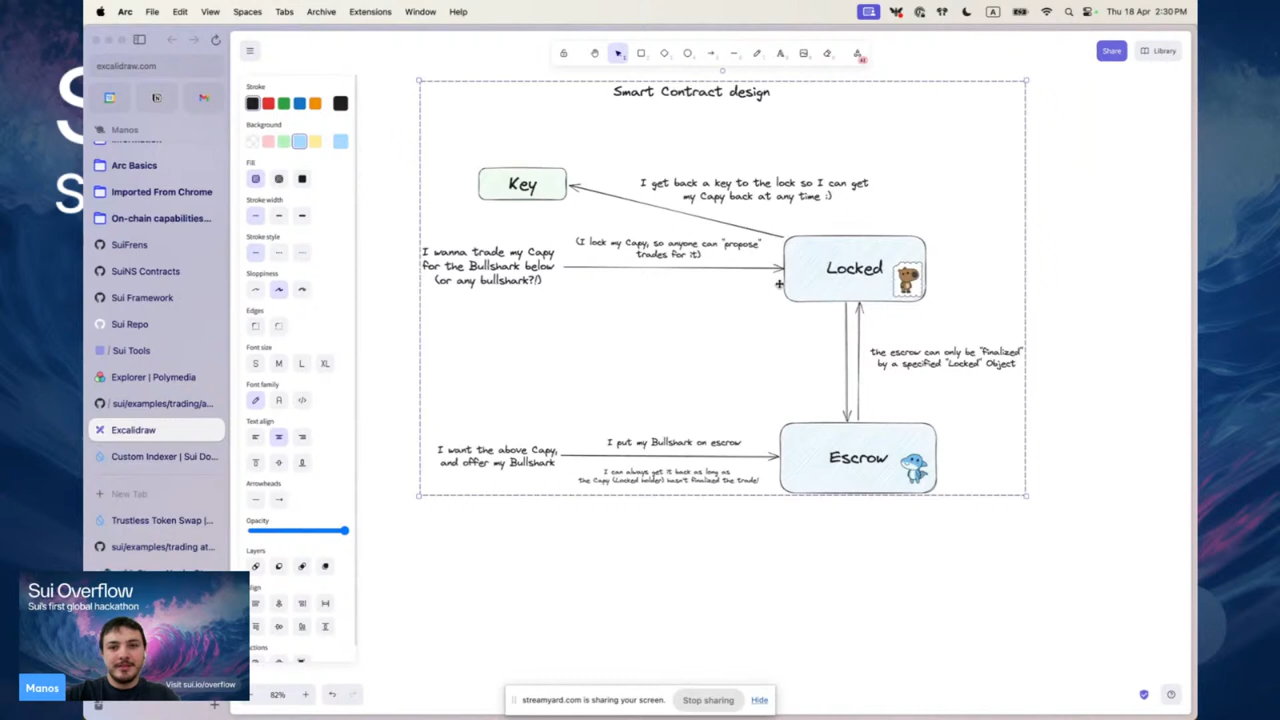 Arc File Edit View Spaces Tabs Archive Extensions Window Help
A
Thu 18 Apr 2:30PM
excalidraw.com
Manos
Arc Basics
Imported From Chrome
On-chain capabilities...
SuiFrens
SuiNS Contracts
Sui Framework
Sui Repo
/ Sui Tools
Explorer | Polymedia
/ sui/examples/trading/a...
Excalidraw
Custom Indexer | Sui Do...
New Tab
Trustless Token Swap |...
sui/examples/trading at...
Share
Library
Stroke
Background
Fill
Stroke width
Stroke style
Sloppiness
Edges
Font size
S M L XL
Font family
A
Text align
Arrowheads
Opacity
Layers
82%
Smart Contract design
Key
I get back a key to the lock so I can get
my Capy back at any time :)
(I lock my Capy, so anyone can "propose"
trades for it)
I wanna trade my Capy
for the Bullshark below
(or any bullshark?!)
Locked
the escrow can only be "finalized"
by a specified "Locked" Object
I want the above Capy,
and offer my Bullshark
I put my Bullshark on escrow
I can always get it back as long as
the Capy (Locked holder) hasn't finalized the trade!
Escrow
Sui Overflow
Sui's first global hackathon
Manos
Visit sui.io/overflow
streamyard.com is sharing your screen.
Stop sharing
Hide